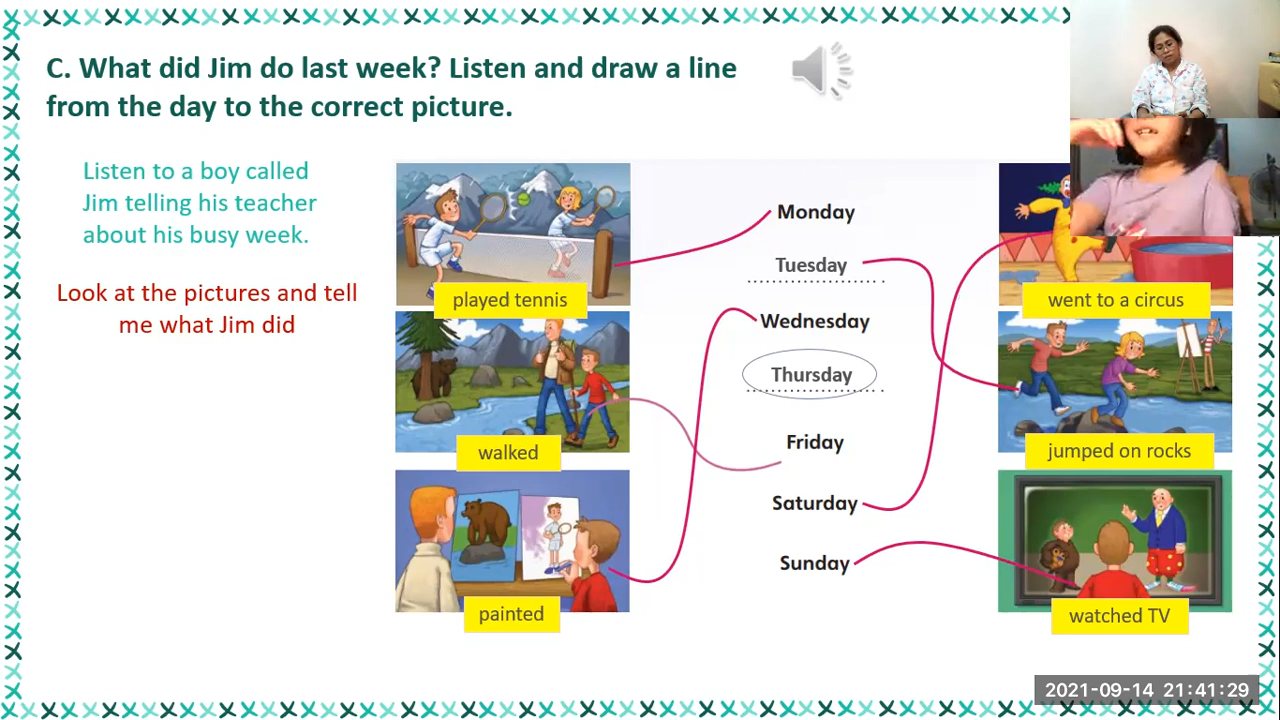 C. What did Jim do last week? Listen and draw a line
from the day to the correct picture.
Listen to a boy called
Jim telling his teacher
about his busy week.
Look at the pictures and tell
me what Jim did
played tennis
walked
painted
Monday
Tuesday
Wednesday
Thursday
Friday
Saturday
Sunday
went to a circus
jumped on rocks
watched TV
2021-09-14 21:41:29